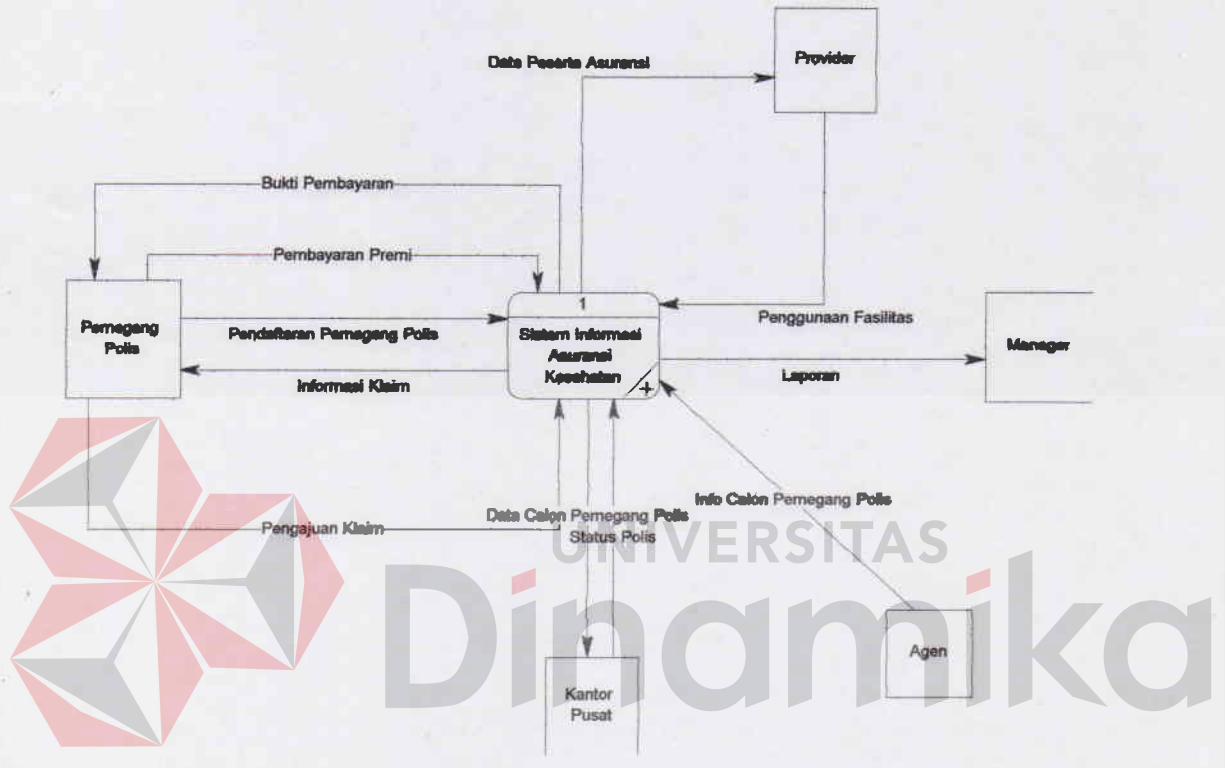 Provider
Data Peserta Asuransi
Bukti Pembayaran
Pembayaran Premi
1
Pemegang
Polis
Pendaftaran Pemegang Polis
Sistem Informasi
Asuransi
Kesehatan
Penggunaan Fasilitas
Manager
Informasi Klaim
Laporan
Info Calon Pemegang Polis
Data Calon Pemegang Polis
Pengajuan Klaim
Status Polis
UNIVERSITAS
Dinamika
Agen
Kantor
Pusat